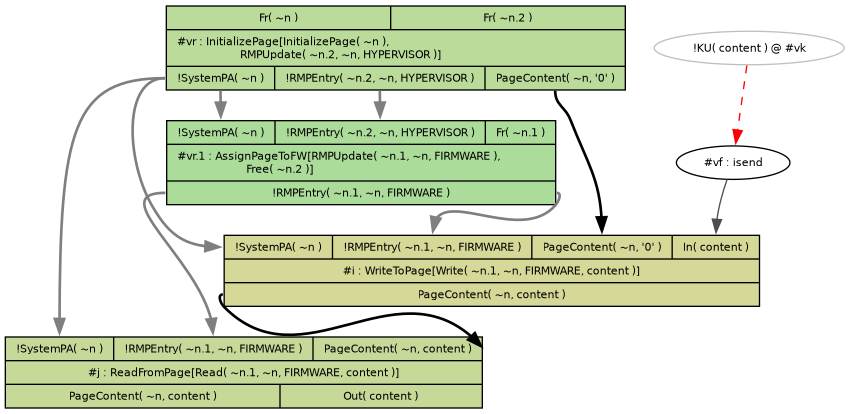 Fr( ~n )
Fr( ~n.2 )
#vr : InitializePage[InitializePage( ~n ),
RMPUpdate( ~n.2, ~n, HYPERVISOR )]
!SystemPA( ~n )
!RMPEntry( ~n.2, ~n, HYPERVISOR )
PageContent( ~n, '0' )
!KU( content ) @ #vk
!SystemPA( ~n )
!RMPEntry( ~n.2, ~n, HYPERVISOR )
Fr( ~n.1 )
#vr.1 : AssignPageToFW[RMPUpdate( ~n.1, ~n, FIRMWARE ),
Free( ~n.2 )]
!RMPEntry( ~n.1, ~n, FIRMWARE )
#vf : isend
!SystemPA( ~n )
!RMPEntry( ~n.1, ~n, FIRMWARE )
PageContent( ~n, '0' )
In( content )
#i : WriteToPage[Write( ~n.1, ~n, FIRMWARE, content )]
PageContent( ~n, content )
!SystemPA( ~n )
!RMPEntry( ~n.1, ~n, FIRMWARE )
PageContent( ~n, content )
#j : ReadFromPage[Read( ~n.1, ~n, FIRMWARE, content )]
PageContent( ~n, content )
Out( content )